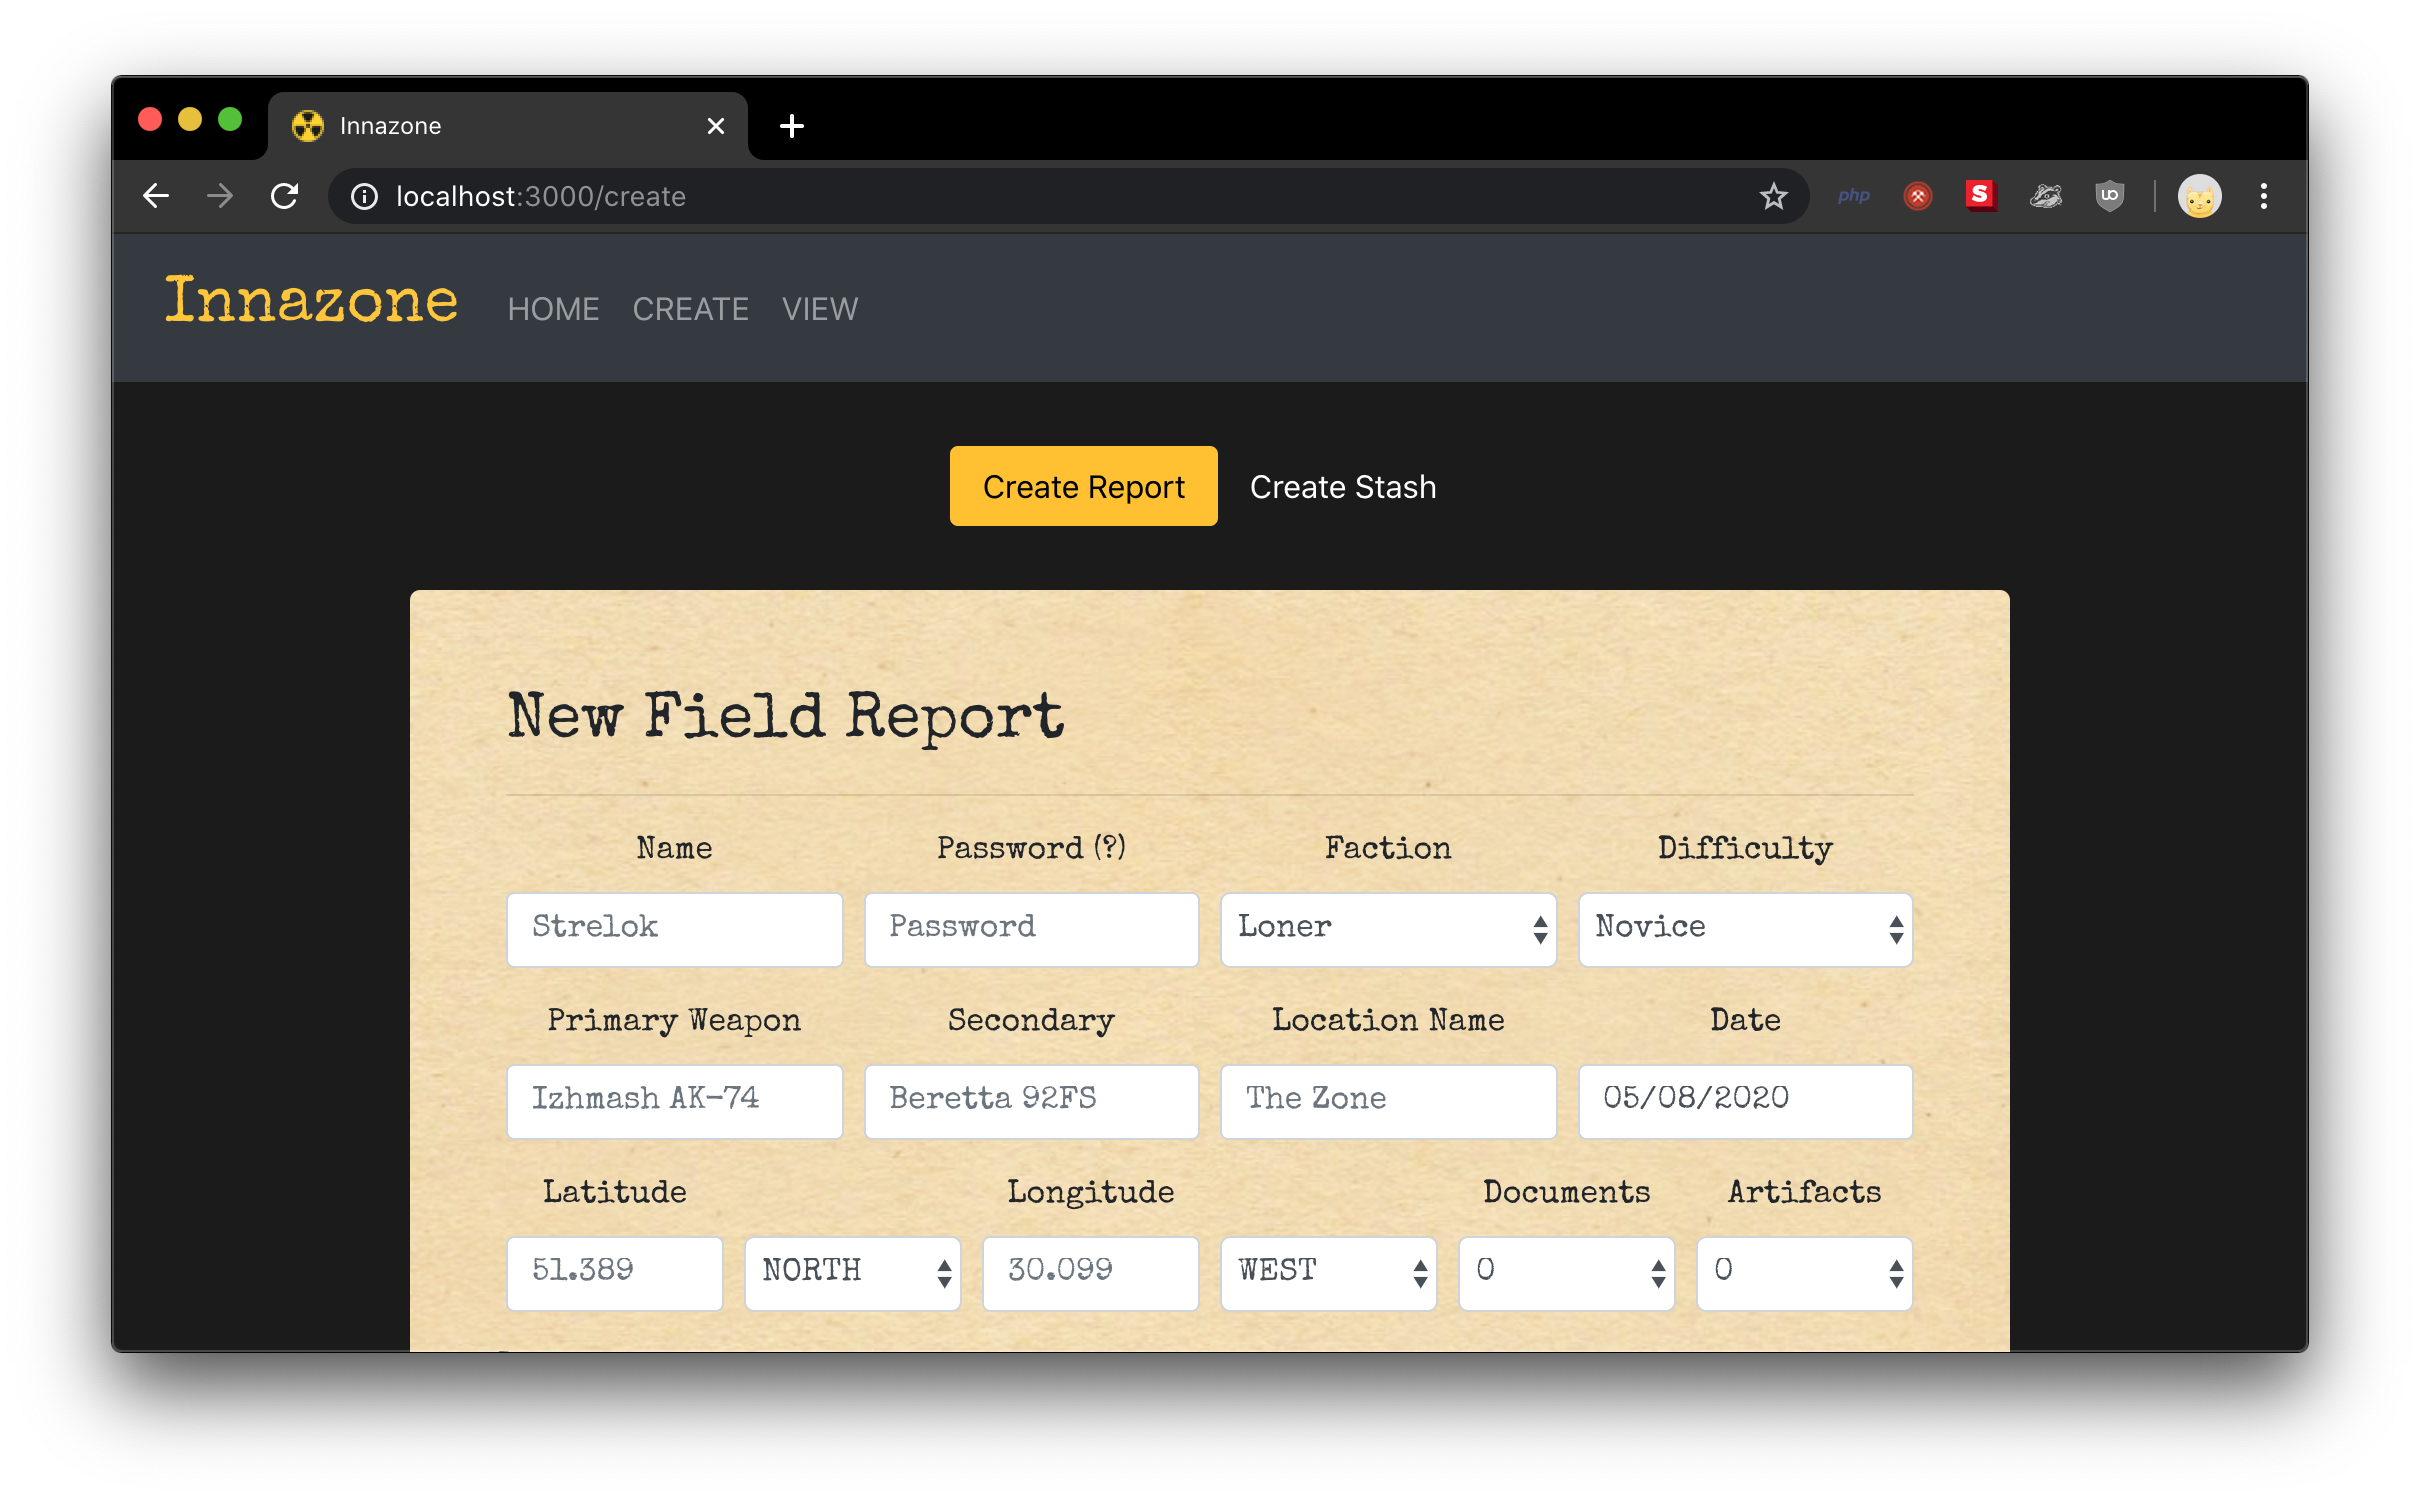 Innazone
localhost:3000/create
php
S
Innazone HOME CREATE VIEW
Create Report Create Stash
New Field Report
Name Password (?) Faction Difficulty
Strelok Password Loner Novice
Primary Weapon Secondary Location Name Date
Izhmash AK-74 Beretta 92FS The Zone 05/08/2020
Latitude Longitude Documents Artifacts
51.389 NORTH 30.099 WEST 0 0